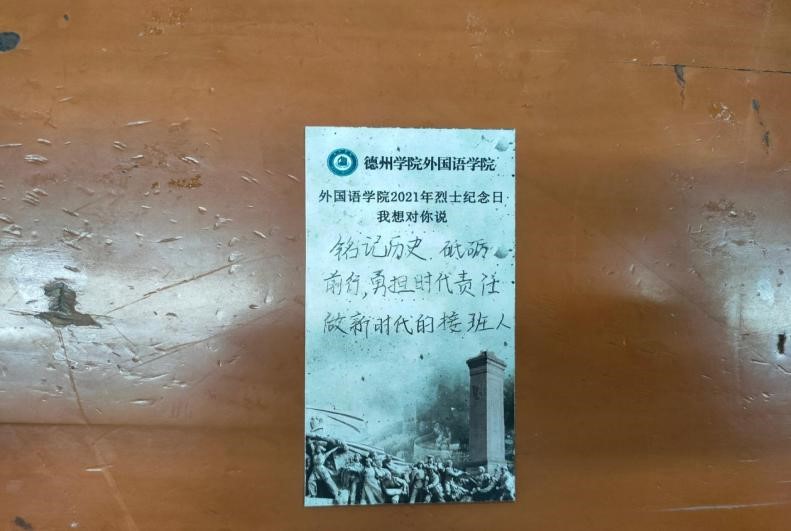 德州学院外国语学院
外国语学院2021年烈士纪念日
我想对你说
铭记历史 砥砺
前行,勇担时代责任
做新时代的接班人